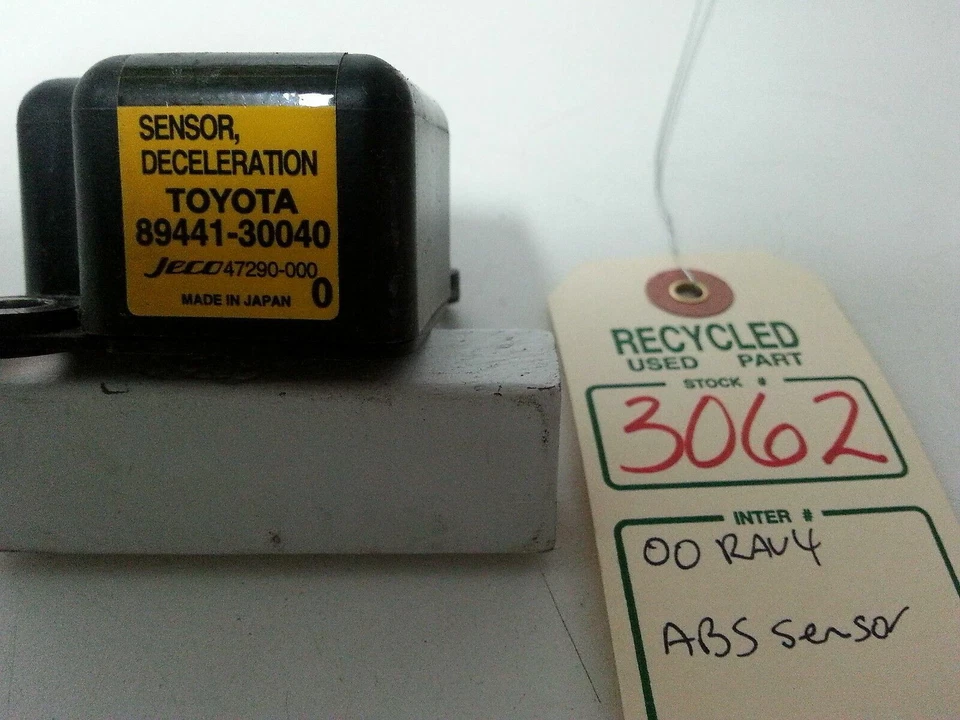 SENSOR,
DECELERATION
TOYOTA
89441-30040
Jeco 47290-000
0
MADE IN JAPAN
RECYCLED
USED PART
STOCK #
3062
INTER #
00 RAV4
ABS Sensor